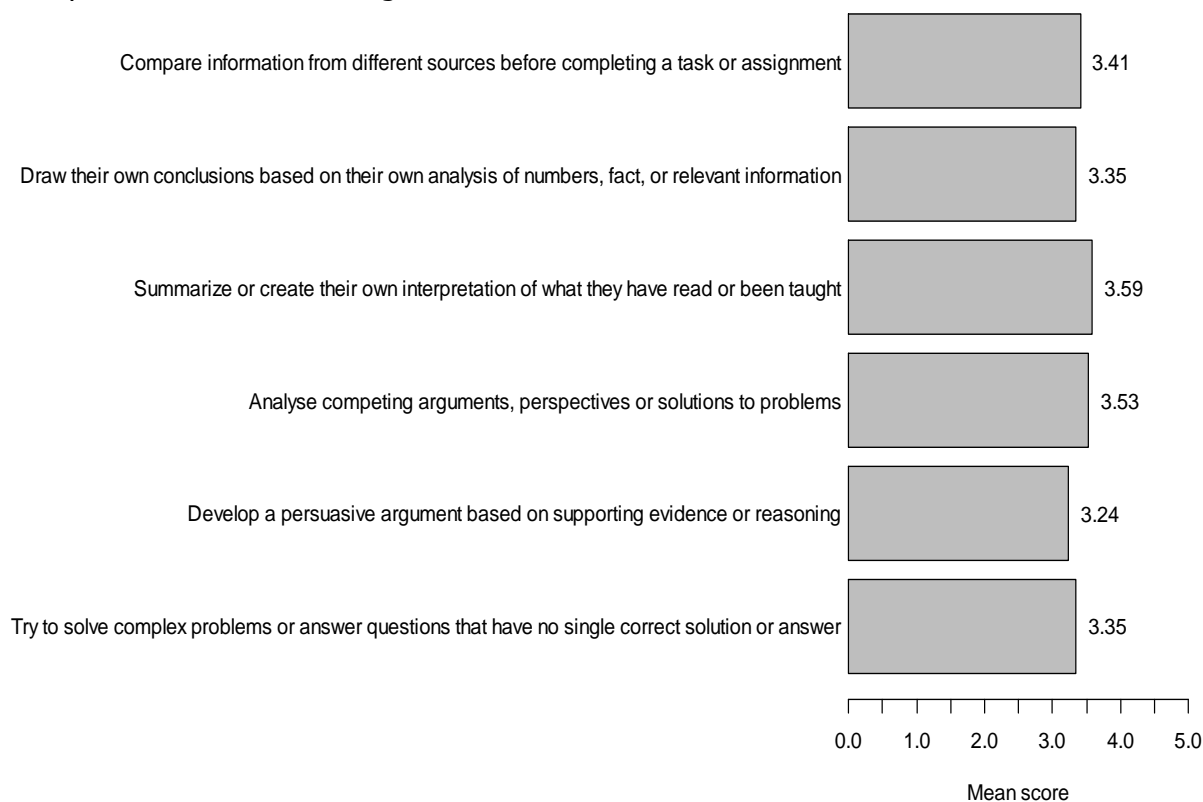 Compare information from different sources before completing a task or assignment 3.41
Draw their own conclusions based on their own analysis of numbers, fact, or relevant information 3.35
Summarize or create their own interpretation of what they have read or been taught 3.59
Analyse competing arguments, perspectives or solutions to problems 3.53
Develop a persuasive argument based on supporting evidence or reasoning 3.24
Try to solve complex problems or answer questions that have no single correct solution or answer 3.35
0.0 1.0 2.0 3.0 4.0 5.0
Mean score